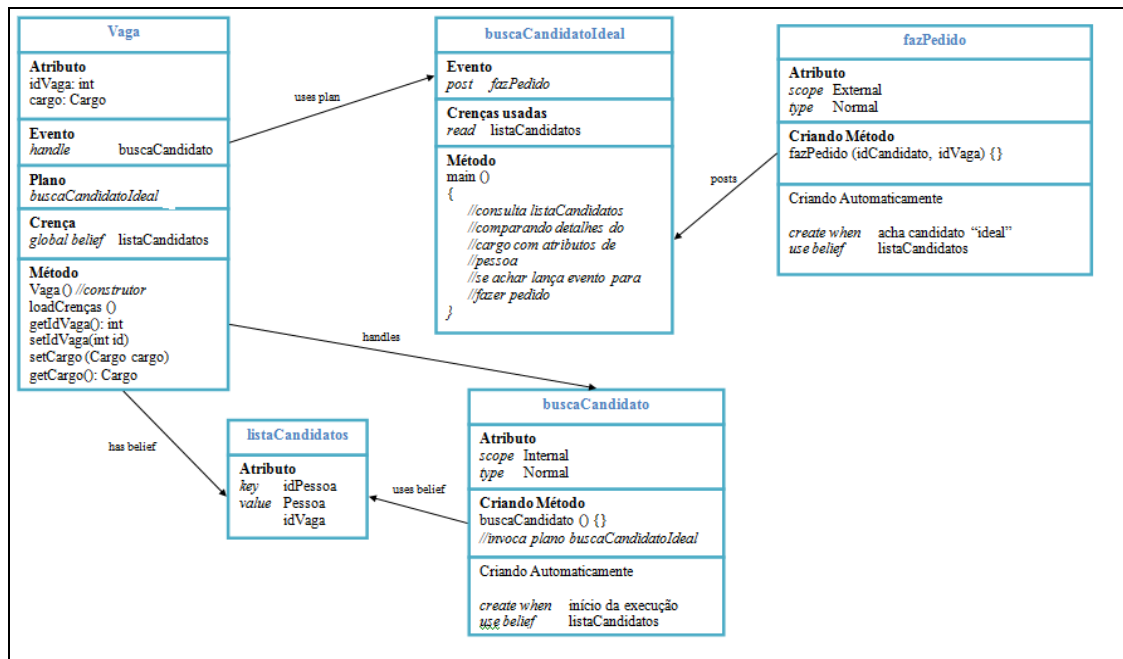 Vaga
Atributo
idVaga: int
cargo: Cargo
Evento
handle buscaCandidato
Plano
buscaCandidatoIdeal
Crença
global belief listaCandidatos
Método
Vaga () //construtor
loadCrenças ()
getIdVaga(): int
setIdVaga(int id)
setCargo (Cargo cargo)
getCargo(): Cargo
uses plan
buscaCandidatoIdeal
Evento
post fazPedido
Crenças usadas
read listaCandidatos
Método
main ()
{
//consulta listaCandidatos
//comparando detalhes do
//cargo com atributos de
//pessoa
//se achar lança evento para
//fazer pedido
}
posts
fazPedido
Atributo
scope External
type Normal
Criando Método
fazPedido (idCandidato, idVaga) {}
Criando Automaticamente
create when acha candidato “ideal”
use belief listaCandidatos
handles
has belief
listaCandidatos
Atributo
key idPessoa
value Pessoa
idVaga
uses belief
buscaCandidato
Atributo
scope Internal
type Normal
Criando Método
buscaCandidato () {}
//invoca plano buscaCandidatoIdeal
Criando Automaticamente
create when início da execução
use belief listaCandidatos